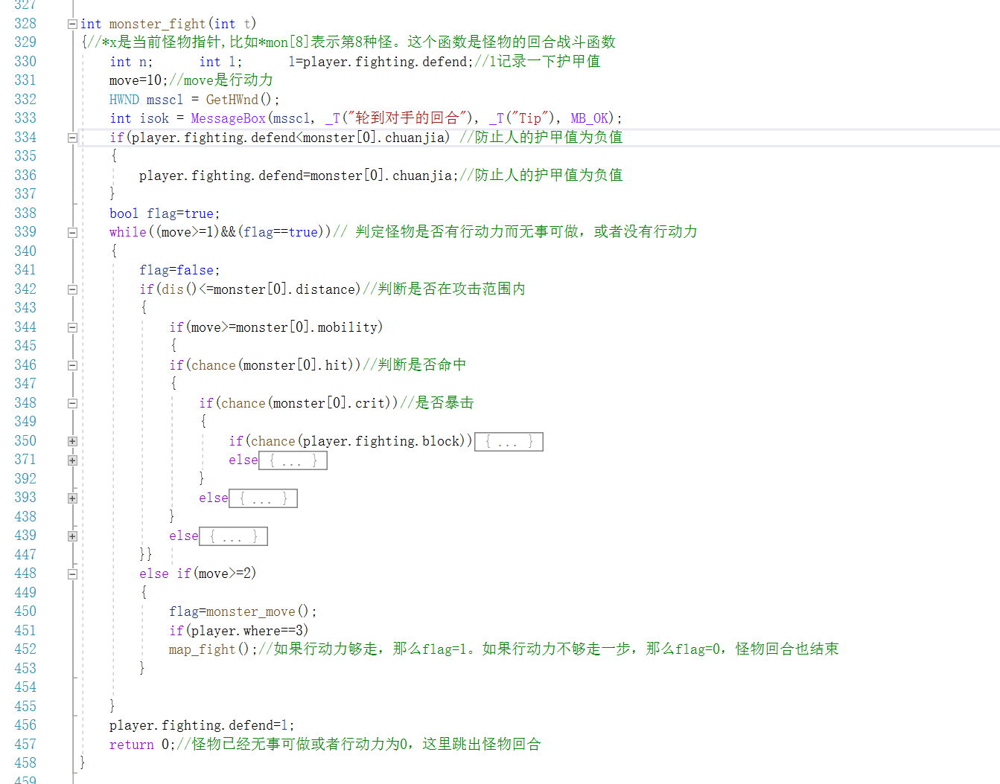 327
328 int monster_fight(int t)
329 {//*x是当前怪物指针,比如*mon[8]表示第8种怪。这个函数是怪物的回合战斗函数
330 int n; int l; l=player.fighting.defend;//l记录一下护甲值
331 move=10;//move是行动力
332 HWND msscl = GetHWnd();
333 int isok = MessageBox(msscl, _T("轮到对手的回合"), _T("Tip"), MB_OK);
334 if(player.fighting.defend<monster[0].chuanjia) //防止人的护甲值为负值
335 {
336 player.fighting.defend=monster[0].chuanjia;//防止人的护甲值为负值
337 }
338 bool flag=true;
339 while((move>=1)&&(flag==true))// 判定怪物是否有行动力而无事可做，或者没有行动力
340 {
341 flag=false;
342 if(dis()<=monster[0].distance)//判断是否在攻击范围内
343 {
344 if(move>=monster[0].mobility)
345 {
346 if(chance(monster[0].hit))//判断是否命中
347 {
348 if(chance(monster[0].crit))//是否暴击
349 {
350 if(chance(player.fighting.block)){ ... }
371 else{ ... }
392 }
393 else{ ... }
438 }
439 else{ ... }
447 }}
448 else if(move>=2)
449 {
450 flag=monster_move();
451 if(player.where==3)
452 map_fight();//如果行动力够走，那么flag=1。如果行动力不够走一步，那么flag=0，怪物回合也结束
453 }
454
455 }
456 player.fighting.defend=l;
457 return 0;//怪物已经无事可做或者行动力为0，这里跳出怪物回合
458 }
459